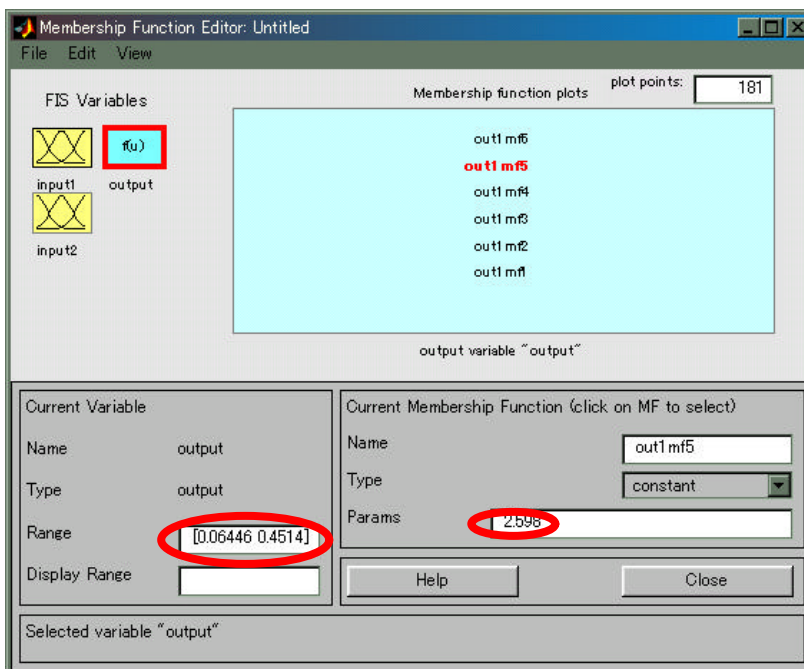 Membership Function Editor: Untitled
File Edit View
FIS Variables
Membership function plots
plot points:
181
f(u)
input1
output
input2
out1mf6
out1mf5
out1mf4
out1mf3
out1mf2
out1mf1
output variable "output"
Current Variable
Name output
Type output
Range [0.06446 0.4514]
Display Range
Current Membership Function (click on MF to select)
Name out1mf5
Type constant
Params 2.598
Help
Close
Selected variable "output"